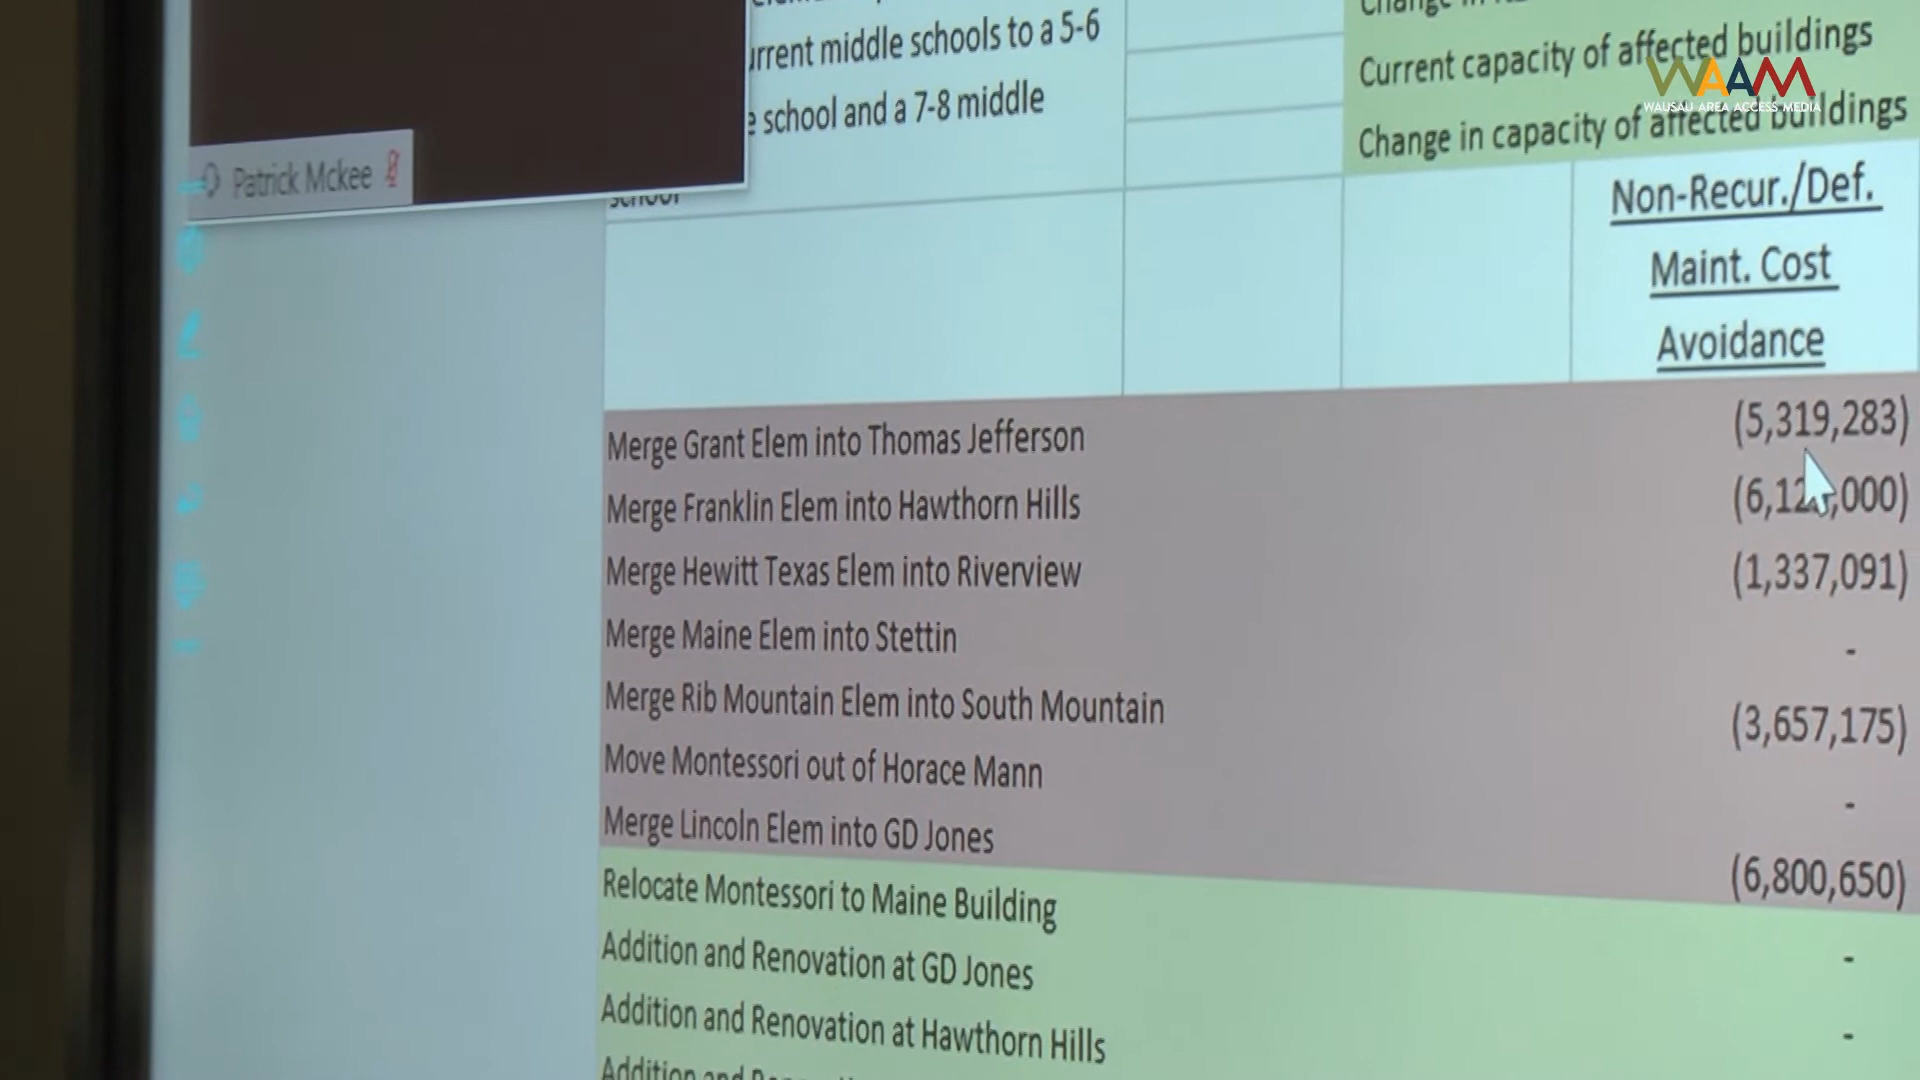 urrent middle schools to a 5-6
e school and a 7-8 middle
school
Current capacity of affected buildings
Change in capacity of affected buildings
WAAM
WAUSAU AREA ACCESS MEDIA
Patrick Mckee
Non-Recur./Def.
Maint. Cost
Avoidance
Merge Grant Elem into Thomas Jefferson (5,319,283)
Merge Franklin Elem into Hawthorn Hills
Merge Hewitt Texas Elem into Riverview (1,337,091)
Merge Maine Elem into Stettin -
Merge Rib Mountain Elem into South Mountain (3,657,175)
Move Montessori out of Horace Mann -
Merge Lincoln Elem into GD Jones (6,800,650)
Relocate Montessori to Maine Building -
Addition and Renovation at GD Jones -
Addition and Renovation at Hawthorn Hills